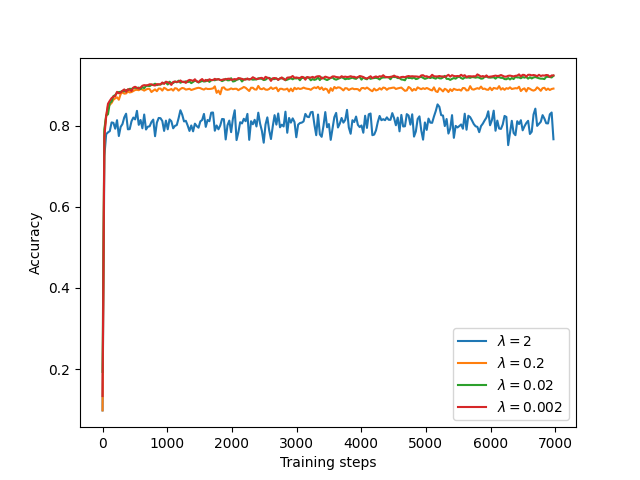 Accuracy
0.8
0.6
0.4
0.2
0 1000 2000 3000 4000 5000 6000 7000
Training steps
λ = 2
λ = 0.2
λ = 0.02
λ = 0.002